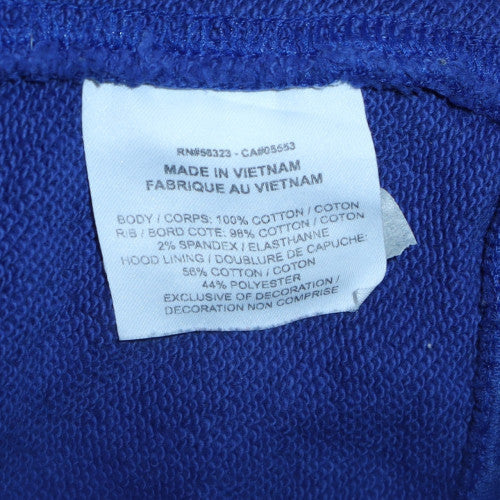 RN#56323 - CA#05553
MADE IN VIETNAM
FABRIQUE AU VIETNAM
BODY / CORPS: 100% COTTON / COTON
RIB / BORD COTE: 98% COTTON / COTON
2% SPANDEX / ELASTHANNE
HOOD LINING / DOUBLURE DE CAPUCHE:
56% COTTON / COTON
44% POLYESTER
EXCLUSIVE OF DECORATION /
DECORATION NON COMPRISE